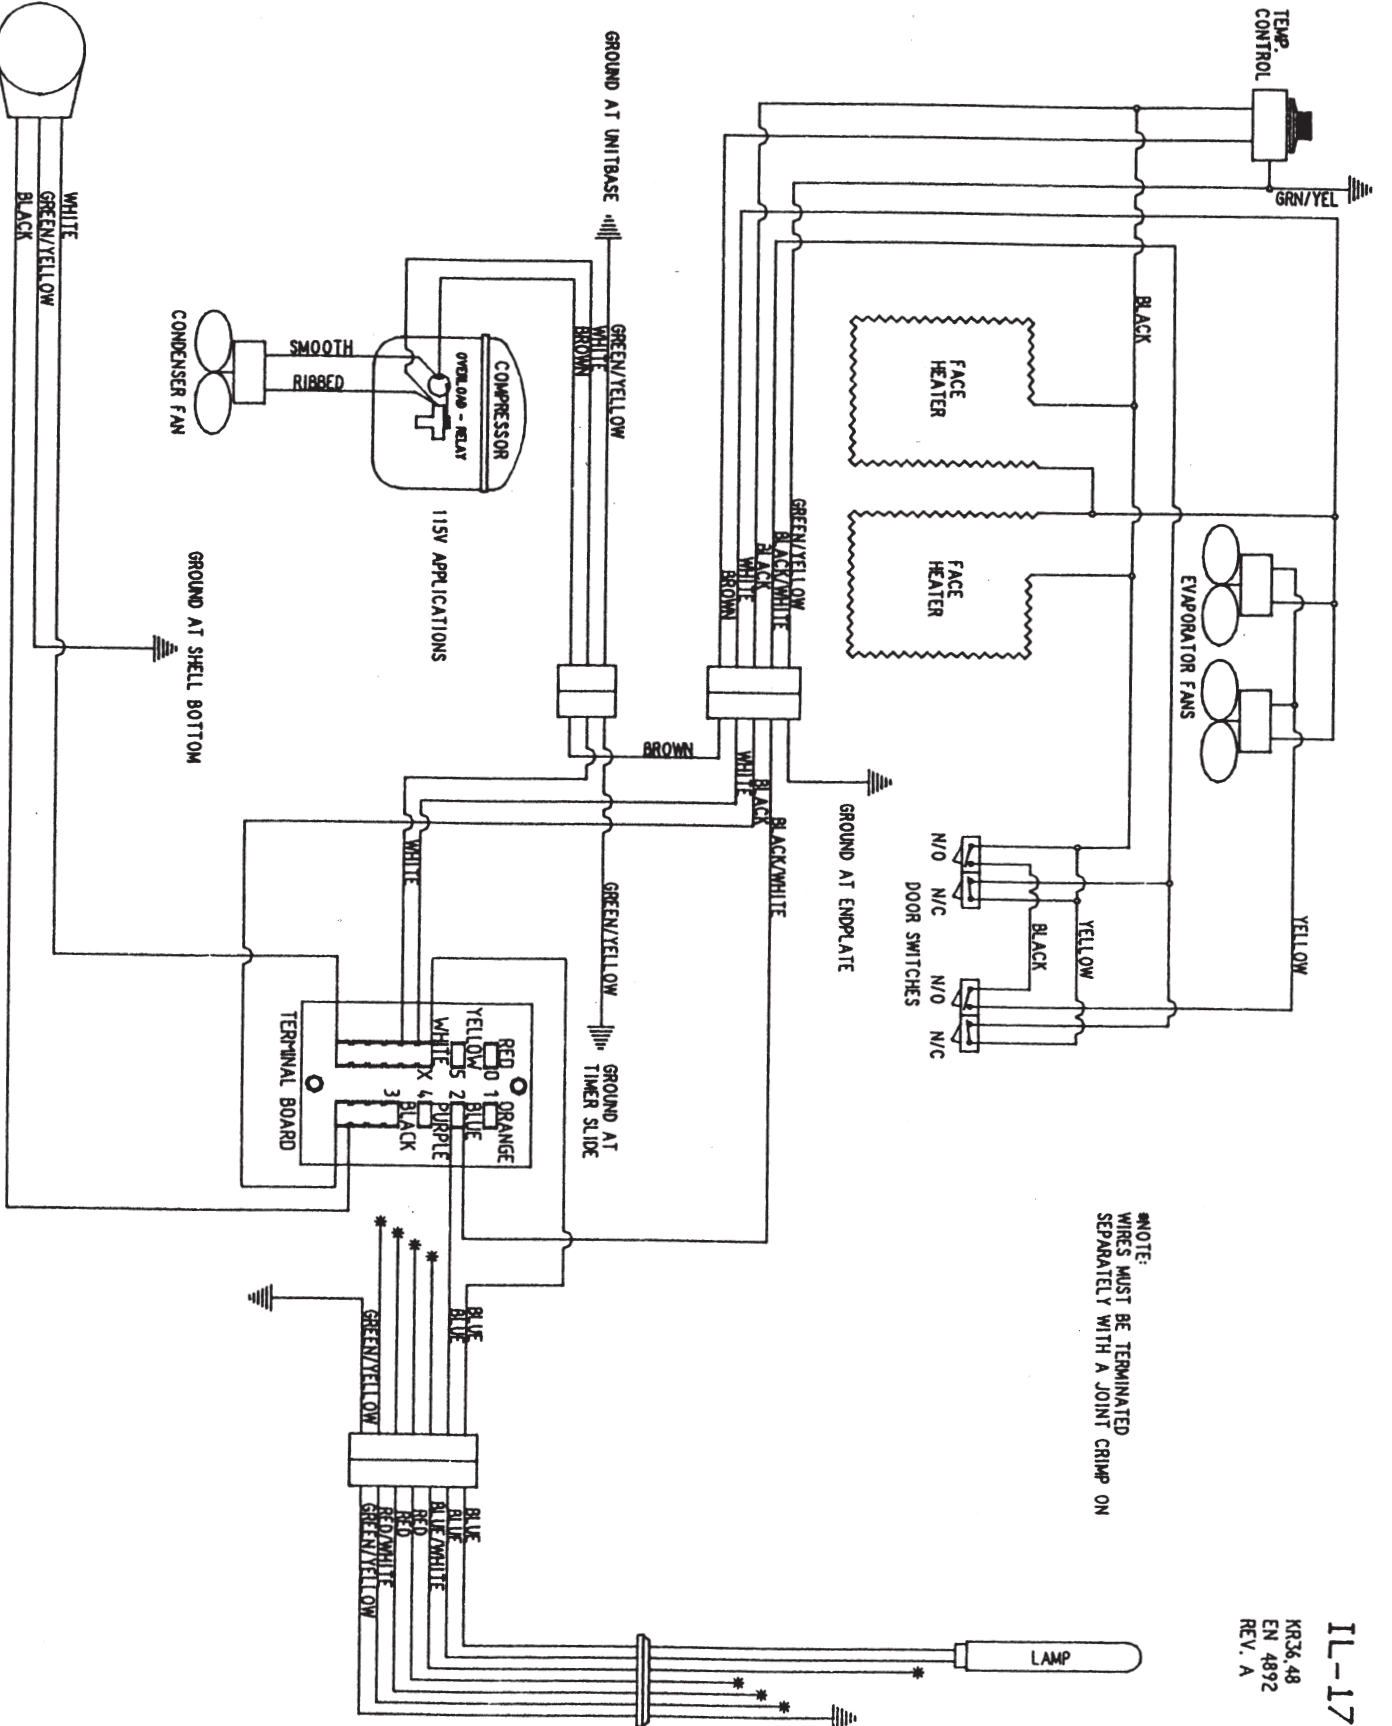 IL-17
KR36,48
EN 4892
REV. A
TEMP.
CONTROL
GRN/YEL
BLACK
FACE
HEATER
FACE
HEATER
EVAPORATOR FANS
YELLOW
N/O
N/C
DOOR SWITCHES
BLACK
YELLOW
N/O
N/C
*NOTE:
WIRES MUST BE TERMINATED
SEPARATELY WITH A JOINT CRIMP ON
LAMP
GROUND AT UNITBASE
GREEN/YELLOW
WHITE
BROWN
GREEN/YELLOW
BLACK/WHITE
BLACK
WHITE
BROWN
BROWN
WHITE
BLACK
BLACK/WHITE
GROUND AT ENDPLATE
COMPRESSOR
OVERLOAD - RELAY
115V APPLICATIONS
SMOOTH
RIBBED
CONDENSER FAN
WHITE
GREEN/YELLOW
GROUND AT
TIMER SLIDE
RED
YELLOW
WHITE
O 1
5 2
X 4
3
ORANGE
BLUE
PURPLE
BLACK
TERMINAL BOARD
WHITE
GREEN/YELLOW
BLACK
GROUND AT SHELL BOTTOM
BLUE
BLUE
GREEN/YELLOW
BLUE
BLUE
BLUE/WHITE
RED
RED
RED/WHITE
GREEN/YELLOW